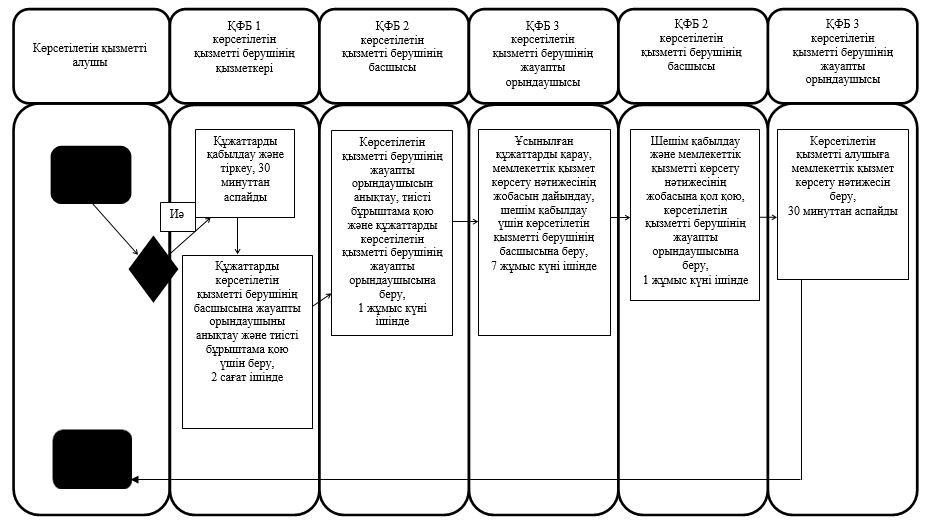 Көрсетілетін қызметті
алушы
ҚФБ 1
көрсетілетін
қызметті берушінің
қызметкері
ҚФБ 2
көрсетілетін
қызметті берушінің
басшысы
ҚФБ 3
көрсетілетін
қызметті берушінің
жауапты
орындаушысы
ҚФБ 2
көрсетілетін
қызметті берушінің
басшысы
ҚФБ 3
көрсетілетін
қызметті берушінің
жауапты
орындаушысы
Иә
Құжаттарды
қабылдау және
тіркеу, 30
минуттан
аспайды
Құжаттарды
көрсетілетін
қызметті берушінің
басшысына жауапты
орындаушыны
анықтау және тиісті
бұрыштама қою
үшін беру,
2 сағат ішінде
Көрсетілетін
қызметті берушінің
жауапты
орындаушысын
анықтау, тиісті
бұрыштама қою
және құжаттарды
көрсетілетін
қызметті берушінің
жауапты
орындаушысына
беру,
1 жұмыс күні
ішінде
Ұсынылған
құжаттарды қарау,
мемлекеттік қызмет
көрсету нәтижесінің
жобасын дайындау,
шешім қабылдау
үшін көрсетілетін
қызметті берушінің
басшысына беру,
7 жұмыс күні ішінде
Шешім қабылдау
және мемлекеттік
қызметті көрсету
нәтижесінің
жобасына қол қою,
көрсетілетін
қызметті берушінің
жауапты
орындаушысына
беру,
1 жұмыс күні ішінде
Көрсетілетін
қызметті алушыға
мемлекеттік қызмет
көрсету нәтижесін
беру,
30 минуттан аспайды